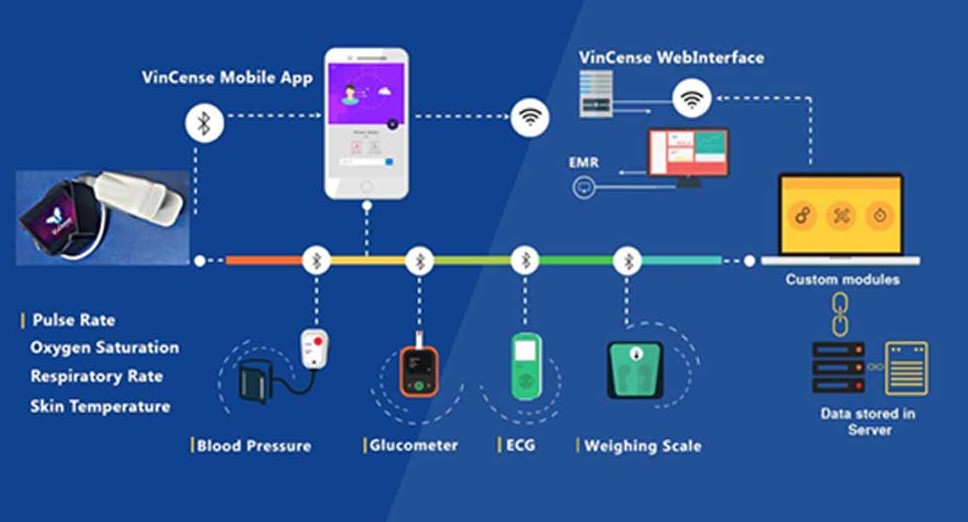 VinCense Mobile App
VinCense WebInterface
EMR
Custom modules
Pulse Rate
Oxygen Saturation
Respiratory Rate
Skin Temperature
Blood Pressure
Glucometer
ECG
Weighing Scale
Data stored in
Server